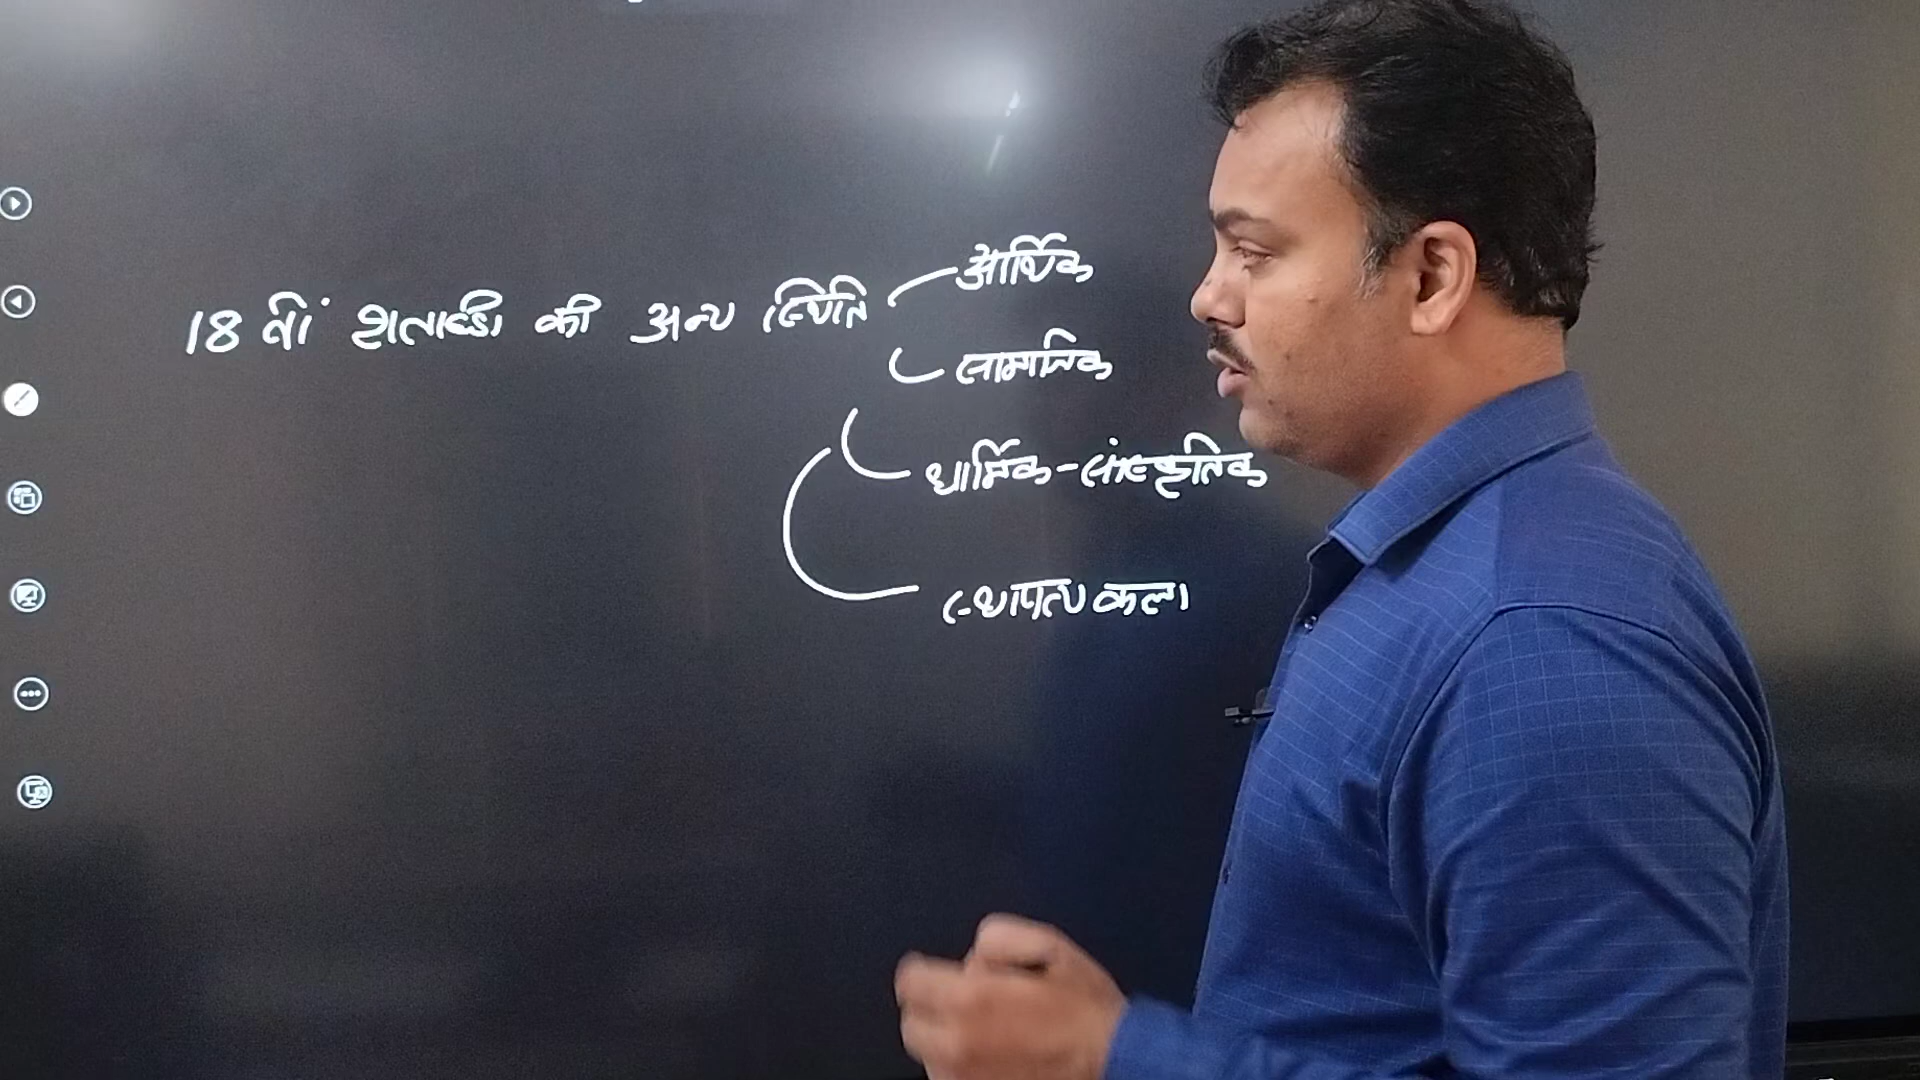 18 वीं शताब्दी की अन्य स्थिति
आर्थिक
सामाजिक
धार्मिक-सांस्कृतिक
स्थापत्य कला